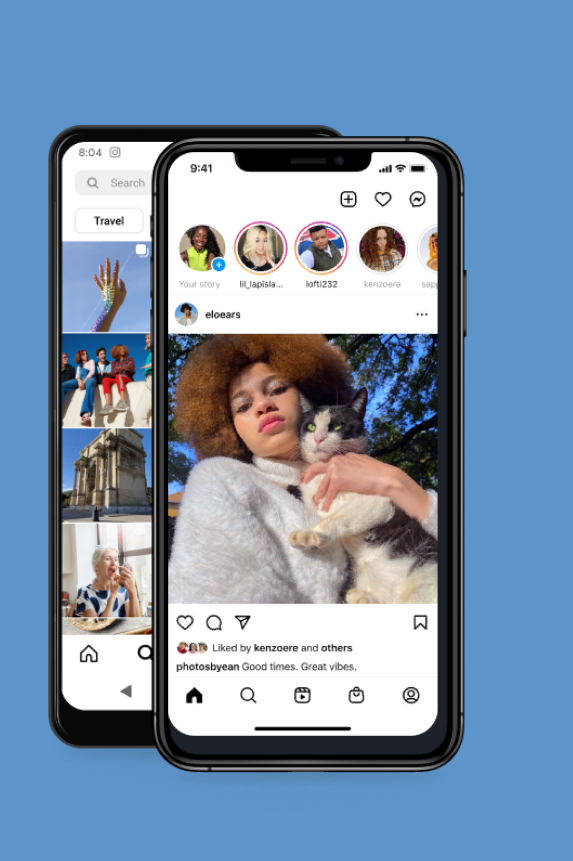 8:04
Search
Travel
9:41
Your story
lil_lapisla...
lofti232
kenzoere
sapp
eloears
Liked by kenzoere and others
photosbyean Good times. Great vibes.